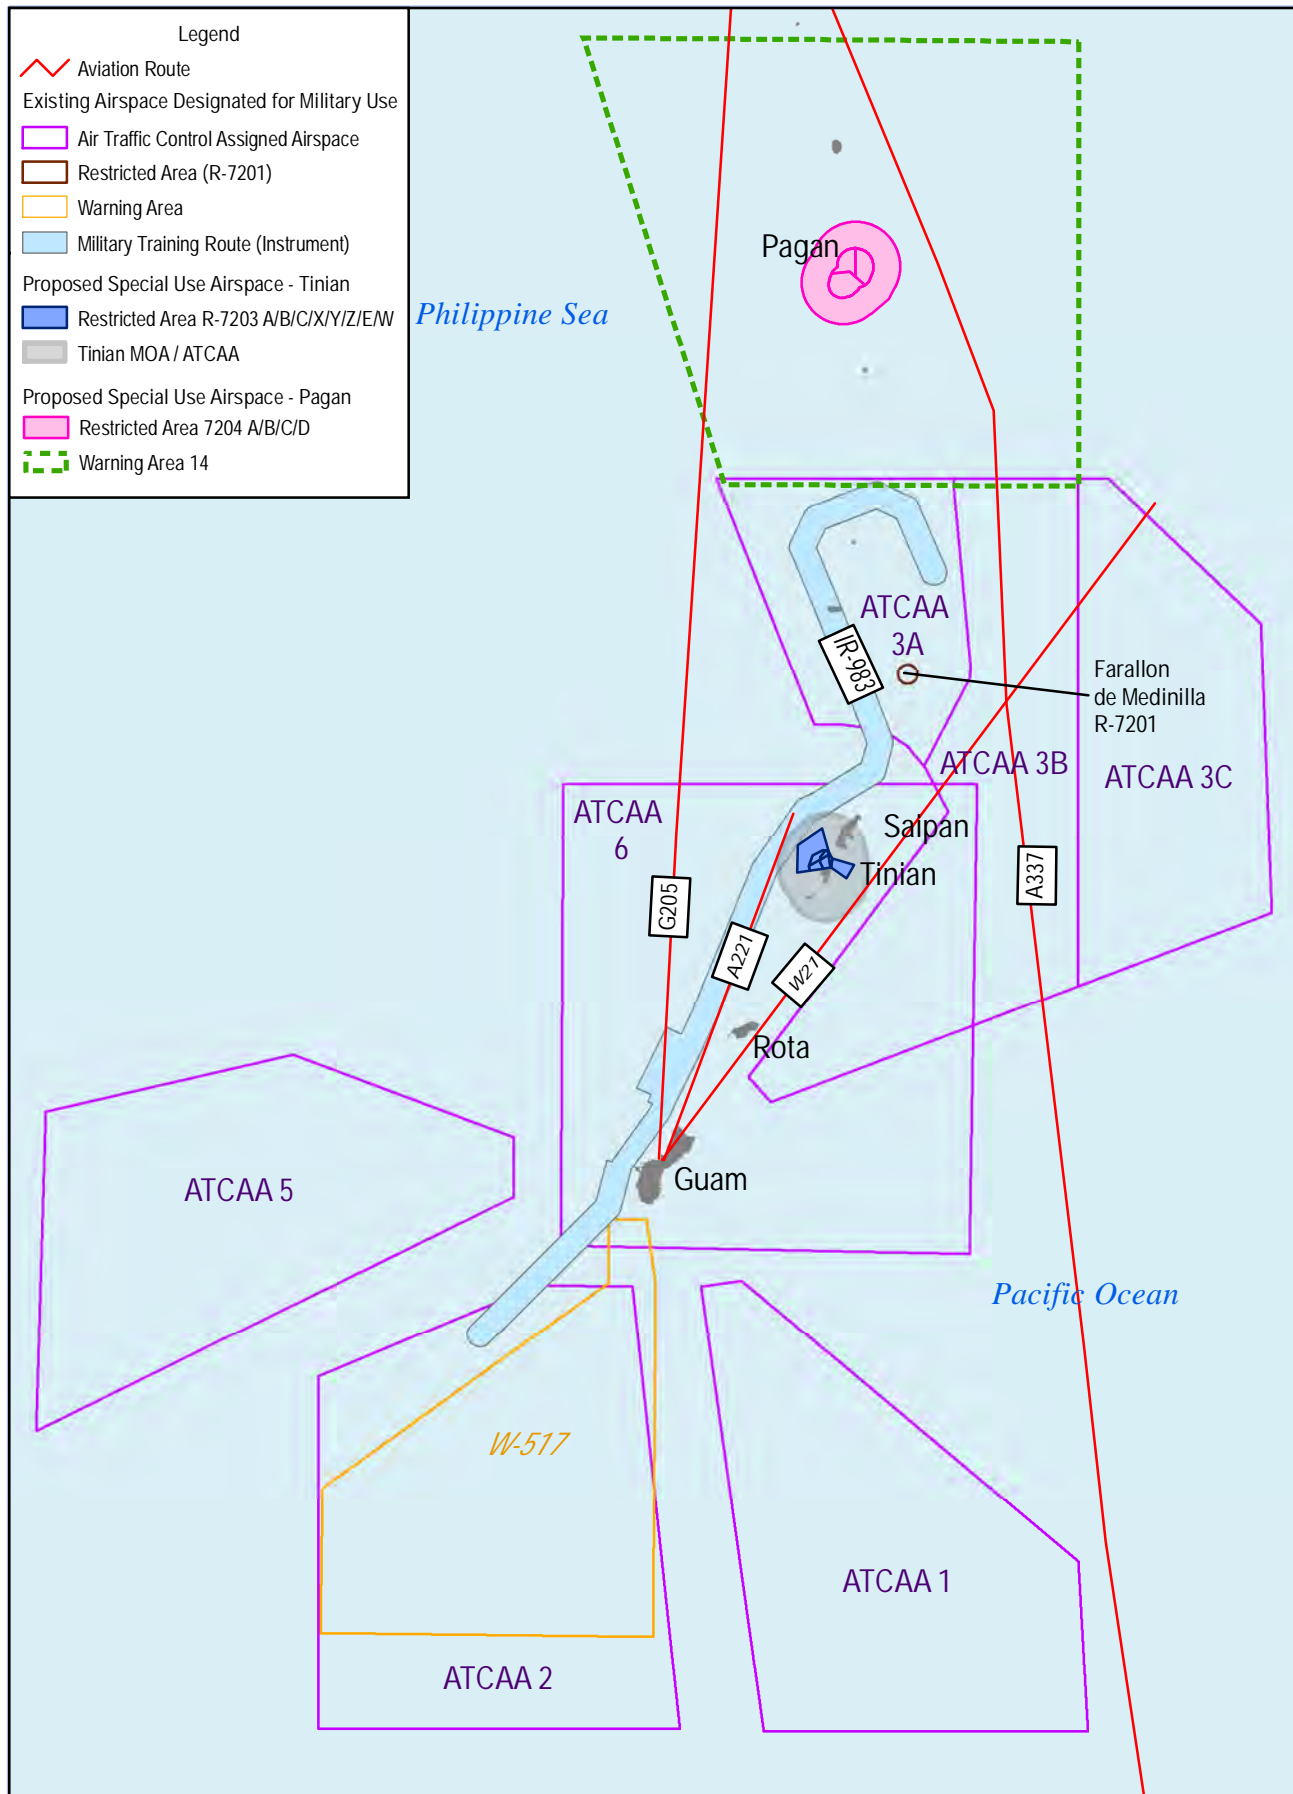 Legend
Aviation Route
Existing Airspace Designated for Military Use
Air Traffic Control Assigned Airspace
Restricted Area (R-7201)
Warning Area
Military Training Route (Instrument)
Proposed Special Use Airspace - Tinian
Restricted Area R-7203 A/B/C/X/Y/Z/E/W
Tinian MOA / ATCAA
Proposed Special Use Airspace - Pagan
Restricted Area 7204 A/B/C/D
Warning Area 14
Pagan
Philippine Sea
ATCAA
3A
IR-983
Farallon
de Medinilla
R-7201
ATCAA 3B
ATCAA 3C
ATCAA
6
Saipan
Tinian
G205
A337
A221
W21
Rota
Guam
ATCAA 5
Pacific Ocean
W-517
ATCAA 1
ATCAA 2